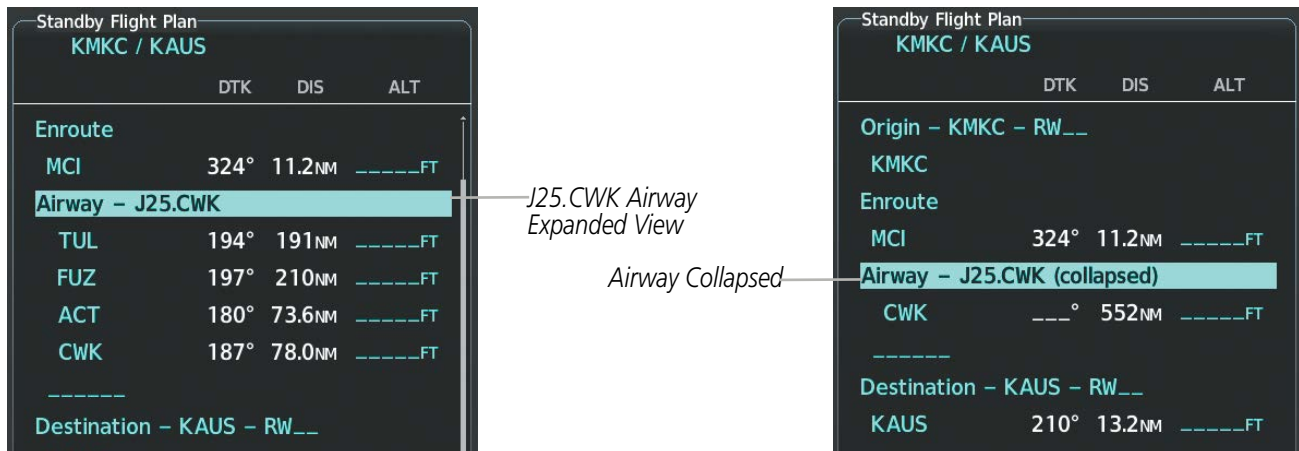 Standby Flight Plan
KMKC / KAUS
DTK DIS ALT
Enroute
MCI 324° 11.2NM _____FT
Airway – J25.CWK
TUL 194° 191NM _____FT
FUZ 197° 210NM _____FT
ACT 180° 73.6NM _____FT
CWK 187° 78.0NM _____FT
______
Destination – KAUS – RW__
J25.CWK Airway
Expanded View
Airway Collapsed
Standby Flight Plan
KMKC / KAUS
DTK DIS ALT
Origin – KMKC – RW__
KMKC
Enroute
MCI 324° 11.2NM _____FT
Airway – J25.CWK (collapsed)
CWK ___° 552NM _____FT
______
Destination – KAUS – RW__
KAUS 210° 13.2NM _____FT